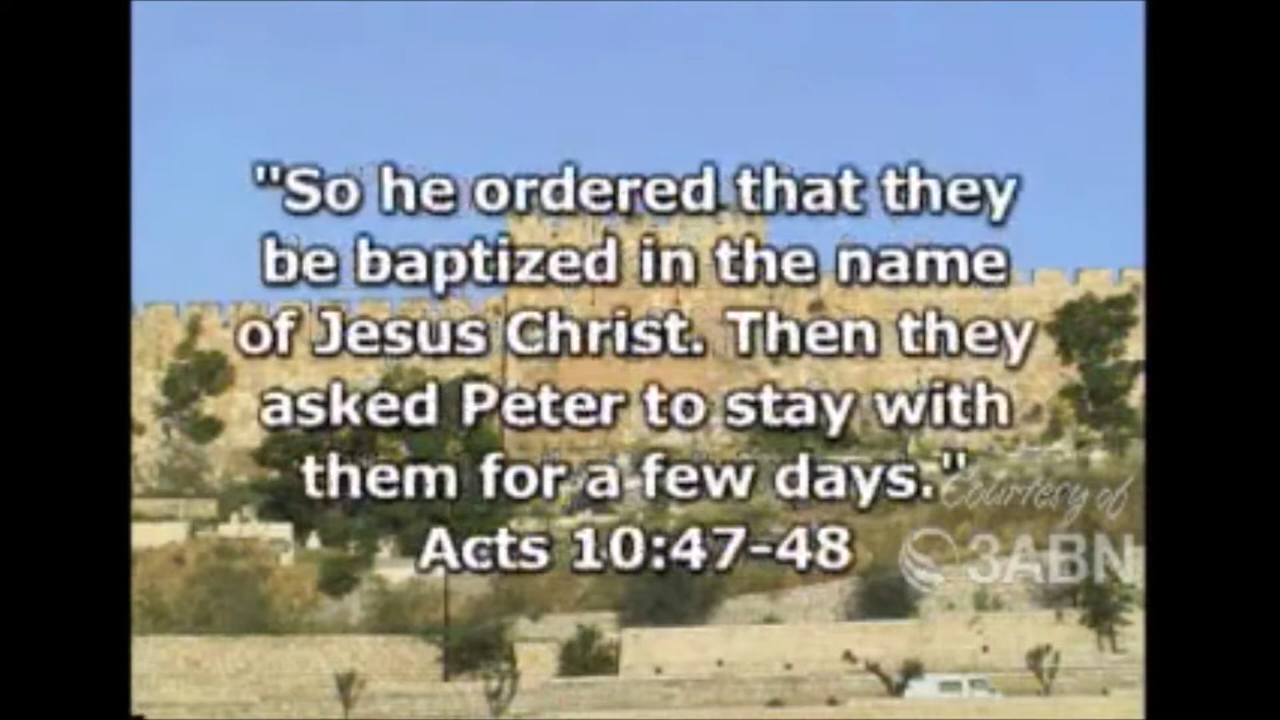 "So he ordered that they
be baptized in the name
of Jesus Christ. Then they
asked Peter to stay with
them for a few days."
Acts 10:47-48
Courtesy of
3ABN